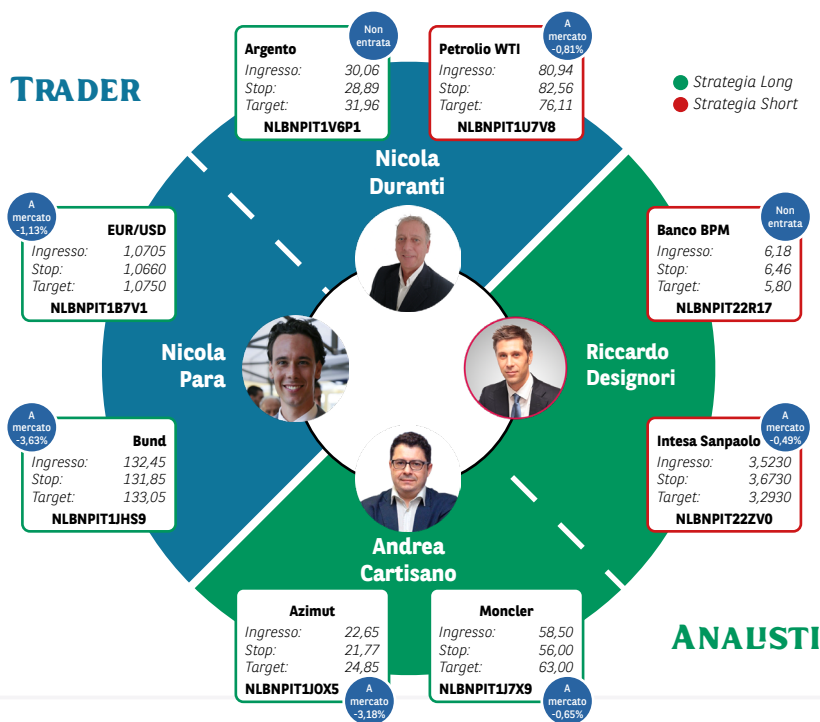 TRADER
Argento
Non
entrata
Ingresso: 30,06
Stop: 28,89
Target: 31,96
NLBNPIT1V6P1
Petrolio WTI
A
mercato
-0,81%
Ingresso: 80,94
Stop: 82,56
Target: 76,11
NLBNPIT1U7V8
Strategia Long
Strategia Short
Nicola
Duranti
A
mercato
-1,13%
EUR/USD
Ingresso: 1,0705
Stop: 1,0660
Target: 1,0750
NLBNPIT1B7V1
Banco BPM
Non
entrata
Ingresso: 6,18
Stop: 6,46
Target: 5,80
NLBNPIT22R17
Nicola
Para
Riccardo
Designori
A
mercato
-3,63%
Bund
Ingresso: 132,45
Stop: 131,85
Target: 133,05
NLBNPIT1JHS9
Intesa Sanpaolo
A
mercato
-0,49%
Ingresso: 3,5230
Stop: 3,6730
Target: 3,2930
NLBNPIT22ZV0
Andrea
Cartisano
Azimut
Ingresso: 22,65
Stop: 21,77
Target: 24,85
NLBNPIT1JOX5
A
mercato
-3,18%
Moncler
Ingresso: 58,50
Stop: 56,00
Target: 63,00
NLBNPIT1J7X9
A
mercato
-0,65%
ANALISTI